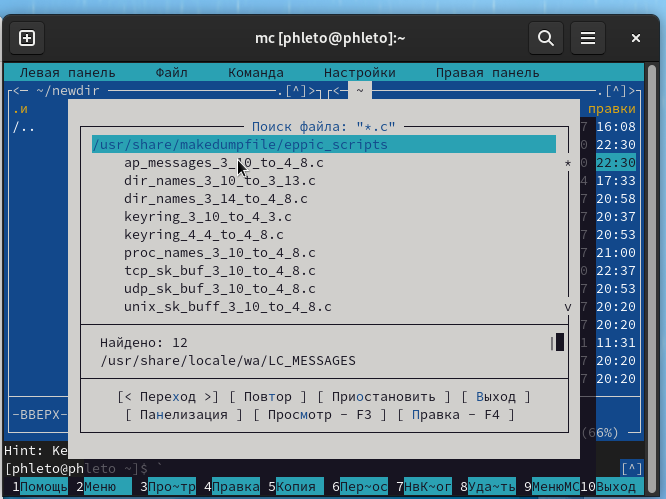 mc [phleto@phleto]:~
Левая панель Файл Команда Настройки Правая панель
<─ ~/newdir .[^]> <─ ~ .[^]>
.и правки
/.. 16:08
22:30
22:30
17:33
20:58
20:37
20:53
21:00
22:37
20:53
20:20
20:20
11:31
20:20
20:20
Поиск файла: "*.c"
/usr/share/makedumpfile/eppic_scripts
ap_messages_3_10_to_4_8.c
dir_names_3_10_to_3_13.c
dir_names_3_14_to_4_8.c
keyring_3_10_to_4_3.c
keyring_4_4_to_4_8.c
proc_names_3_10_to_4_8.c
tcp_sk_buf_3_10_to_4_8.c
udp_sk_buf_3_10_to_4_8.c
unix_sk_buff_3_10_to_4_8.c
Найдено: 12
/usr/share/locale/wa/LC_MESSAGES
[< Переход >] [ Повтор ] [ Приостановить ] [ Выход ]
[ Панелизация ] [ Просмотр - F3 ] [ Правка - F4 ]
-ВВЕРХ- (66%)
Hint: Ke
[phleto@phleto ~]$ ` [^]
1Помощь 2Меню 3Про~тр 4Правка 5Копия 6Пер~ос 7НвК~ог 8Уда~ть 9МенюMC 10Выход